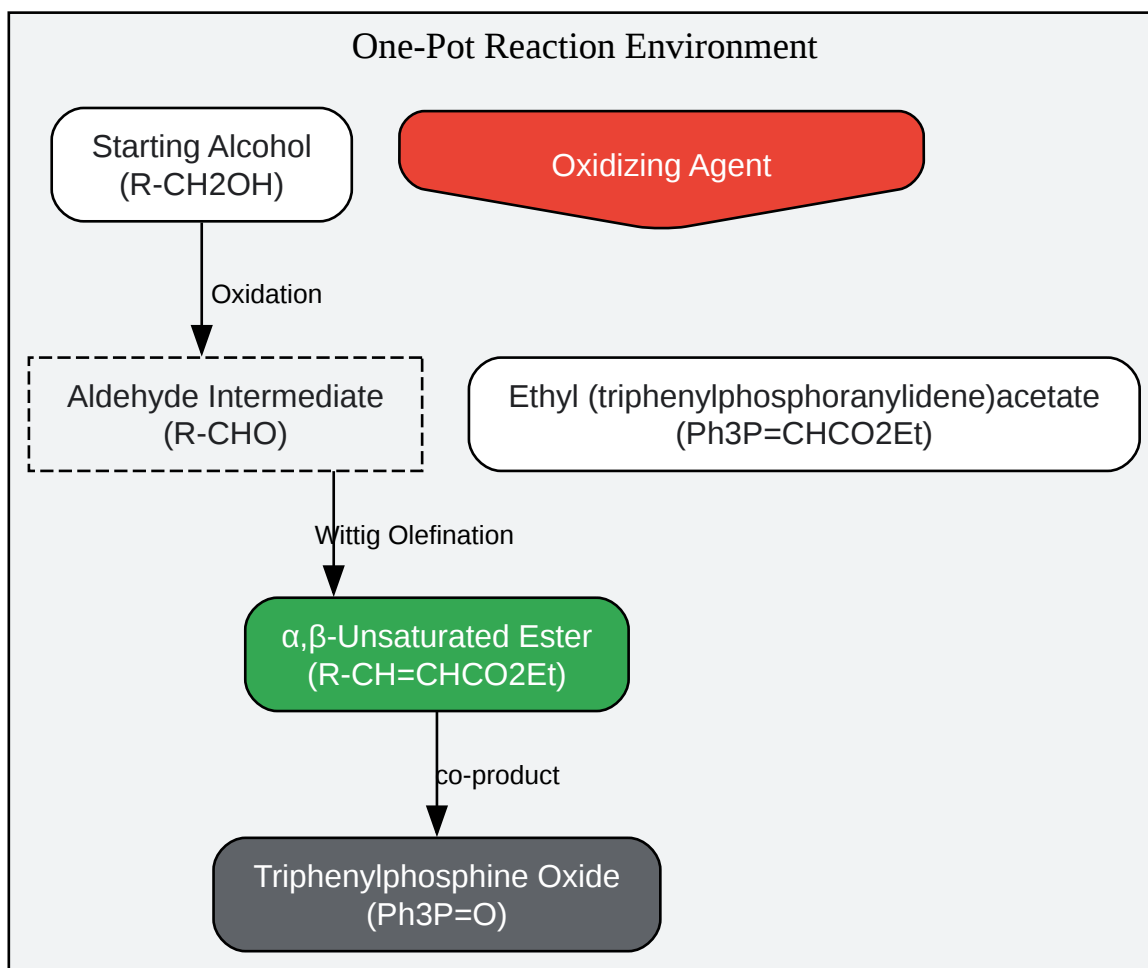 One-Pot Reaction Environment
Starting Alcohol
(R-CH2OH)
Oxidizing Agent
Oxidation
Aldehyde Intermediate
(R-CHO)
Ethyl (triphenylphosphoranylidene)acetate
(Ph3P=CHCO2Et)
Wittig Olefination
α,β-Unsaturated Ester
(R-CH=CHCO2Et)
co-product
Triphenylphosphine Oxide
(Ph3P=O)